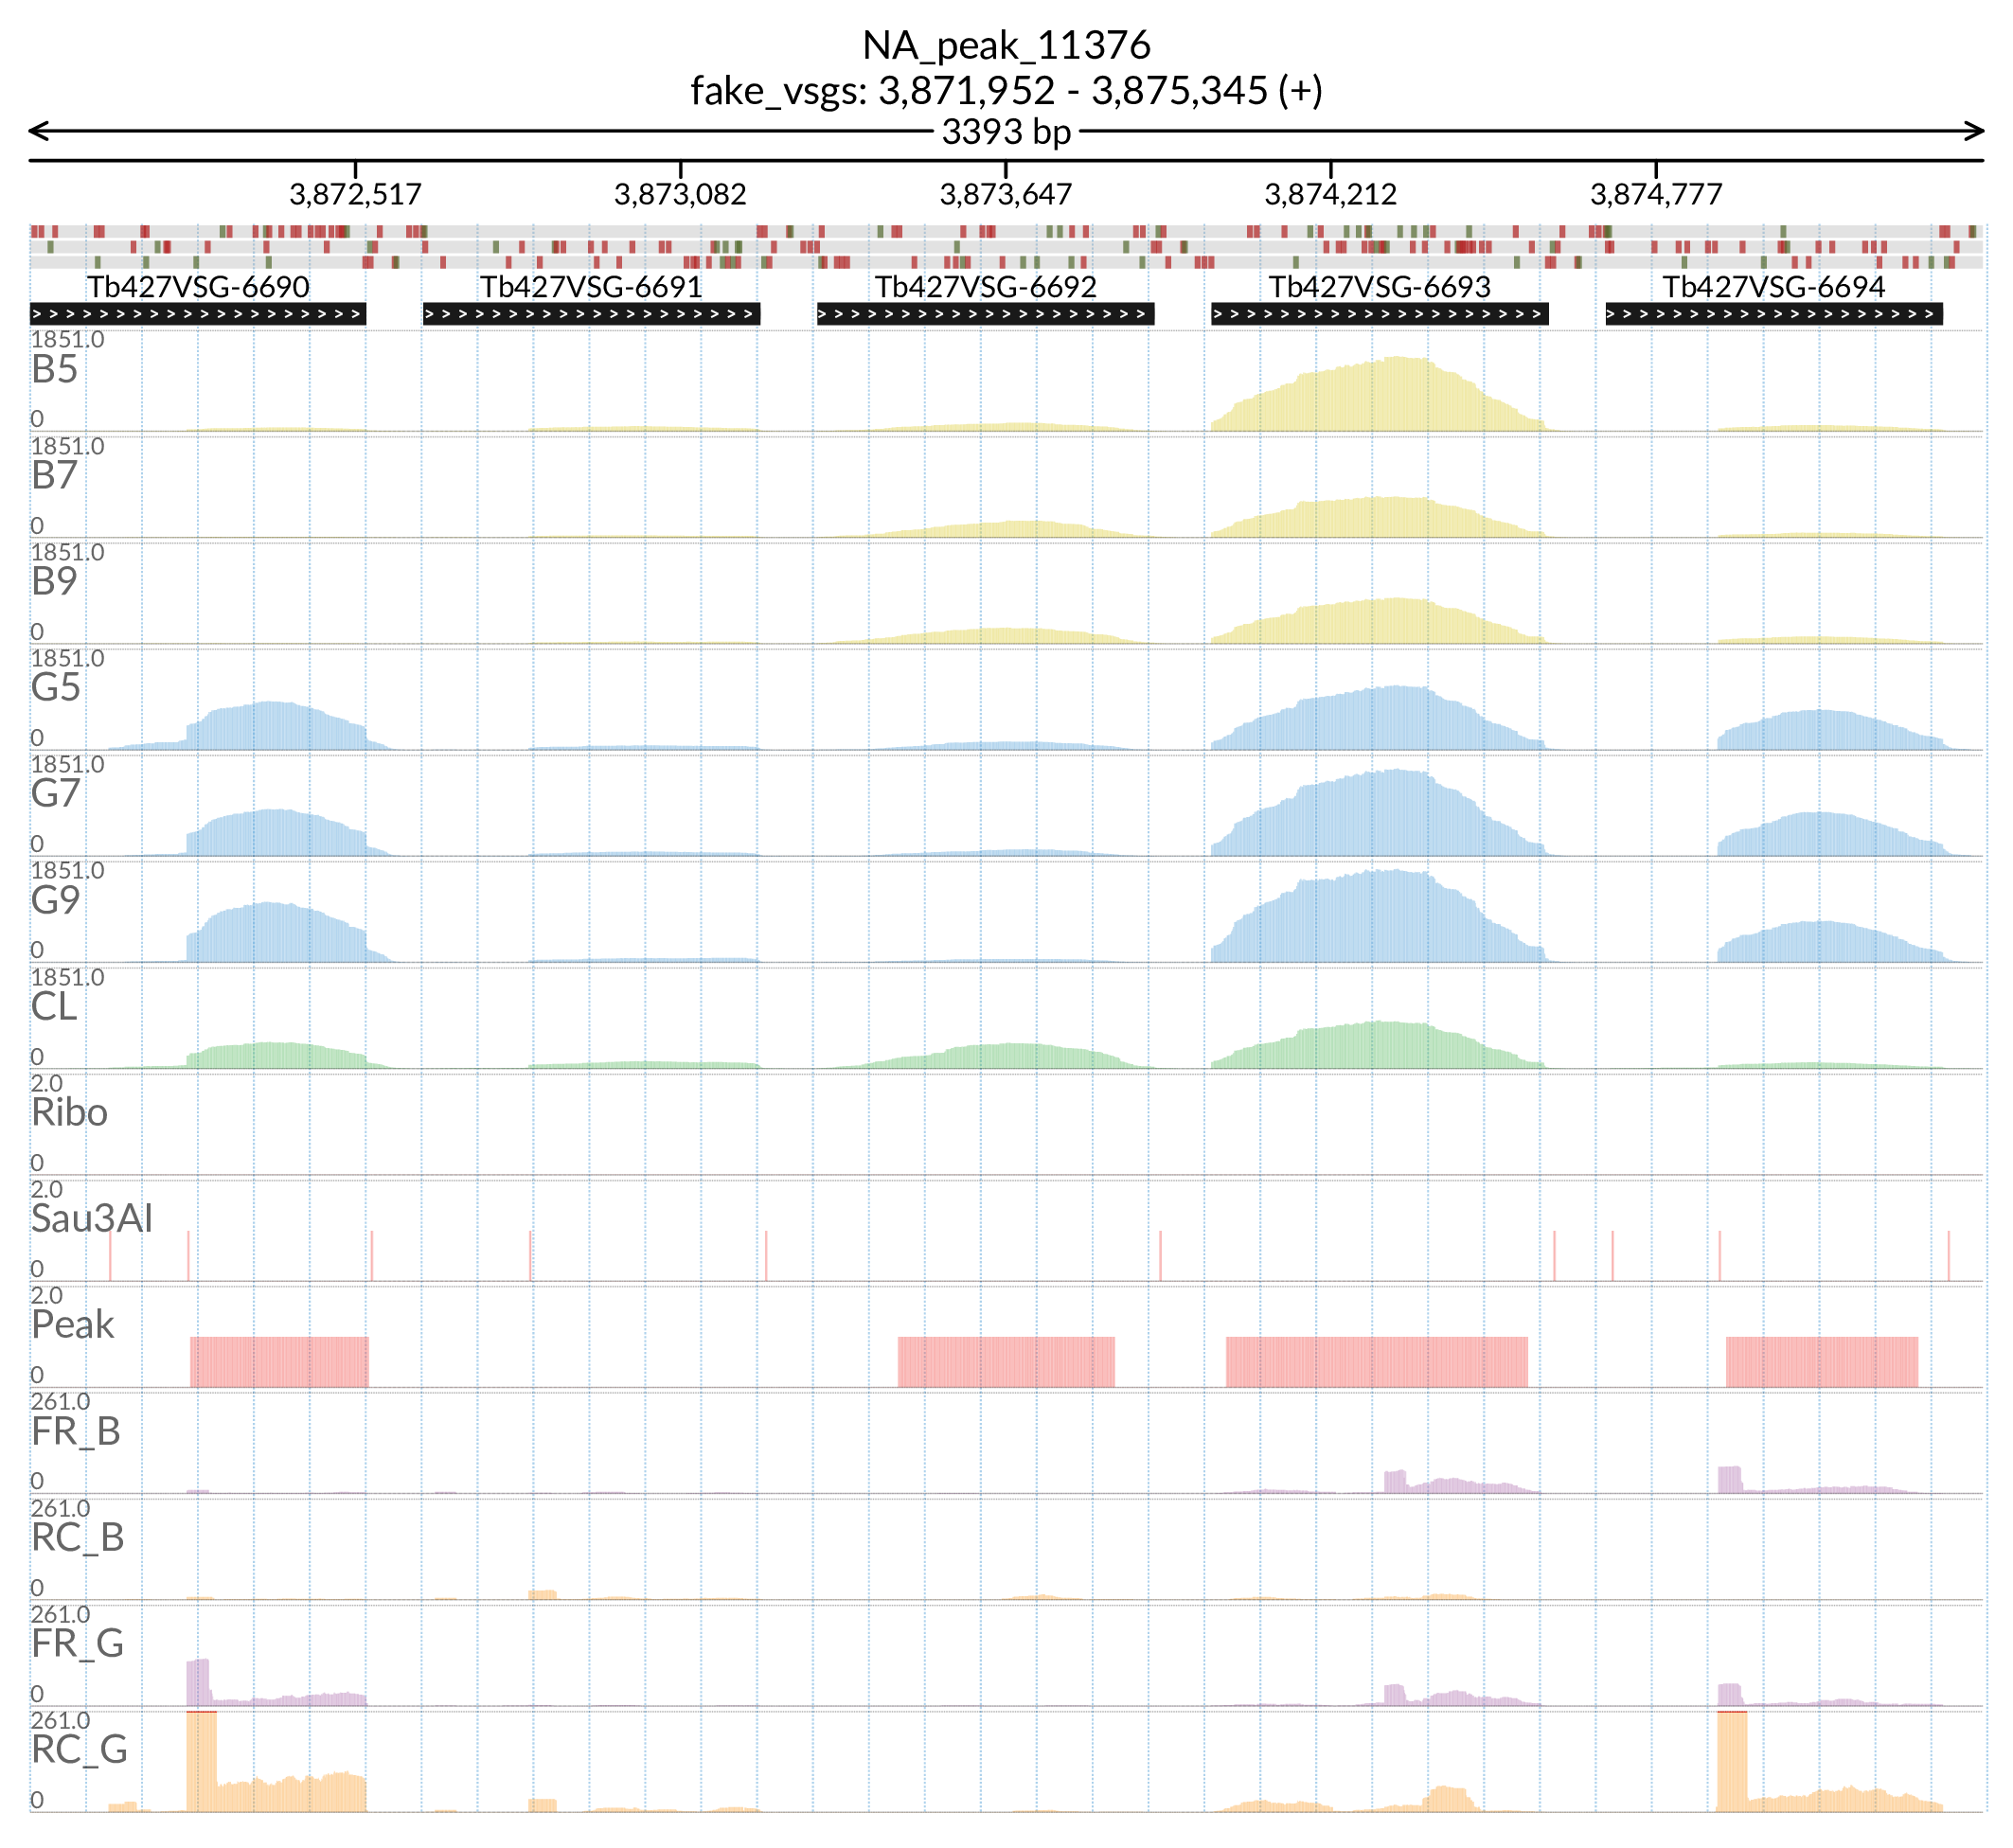 NA_peak_11376
fake_vsgs: 3,871,952 - 3,875,345 (+)
3393 bp
3,872,517 3,873,082 3,873,647 3,874,212 3,874,777
Tb427VSG-6690 Tb427VSG-6691 Tb427VSG-6692 Tb427VSG-6693 Tb427VSG-6694
1851.0
B5
0
1851.0
B7
0
1851.0
B9
0
1851.0
G5
0
1851.0
G7
0
1851.0
G9
0
1851.0
CL
0
2.0
Ribo
0
2.0
Sau3AI
0
2.0
Peak
0
261.0
FR_B
0
261.0
RC_B
0
261.0
FR_G
0
261.0
RC_G
0